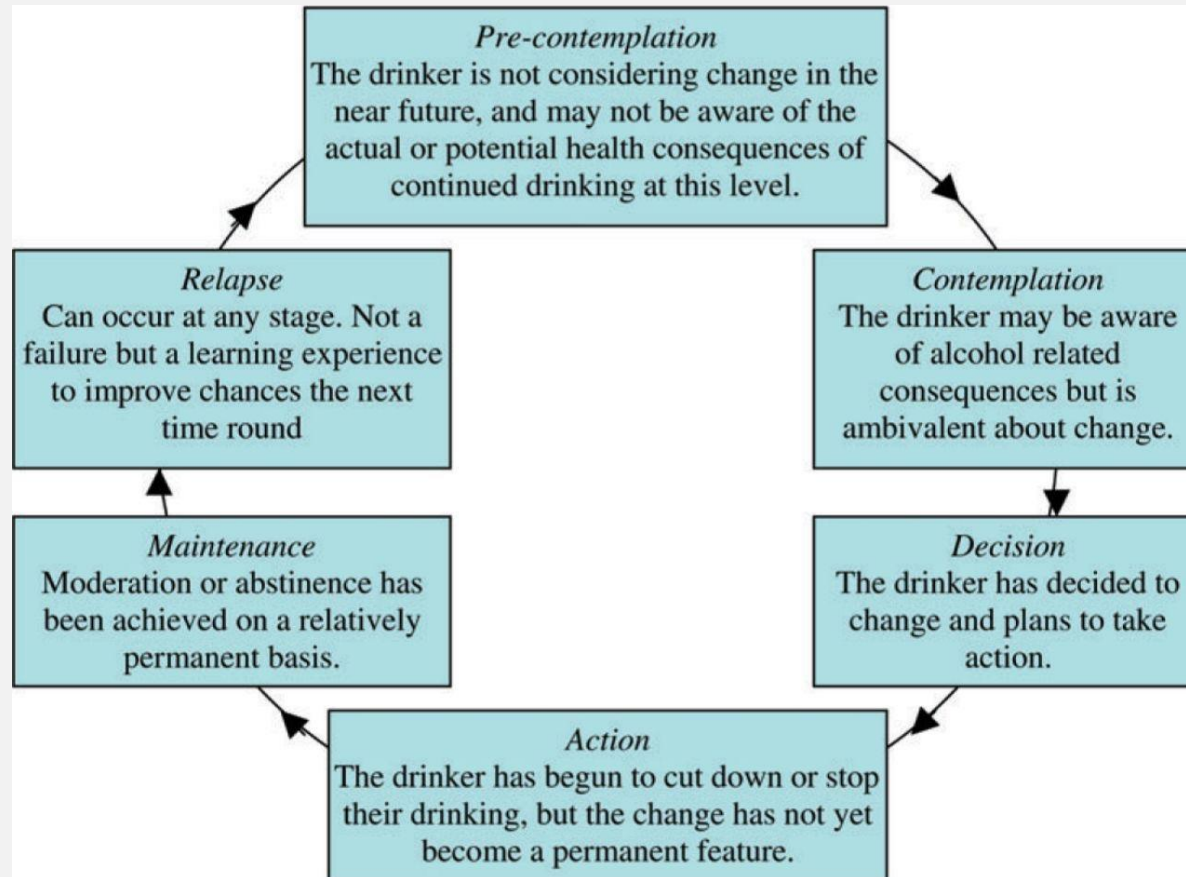 Pre-contemplation
The drinker is not considering change in the
near future, and may not be aware of the
actual or potential health consequences of
continued drinking at this level.
Contemplation
The drinker may be aware
of alcohol related
consequences but is
ambivalent about change.
Decision
The drinker has decided to
change and plans to take
action.
Action
The drinker has begun to cut down or stop
their drinking, but the change has not yet
become a permanent feature.
Maintenance
Moderation or abstinence has
been achieved on a relatively
permanent basis.
Relapse
Can occur at any stage. Not a
failure but a learning experience
to improve chances the next
time round